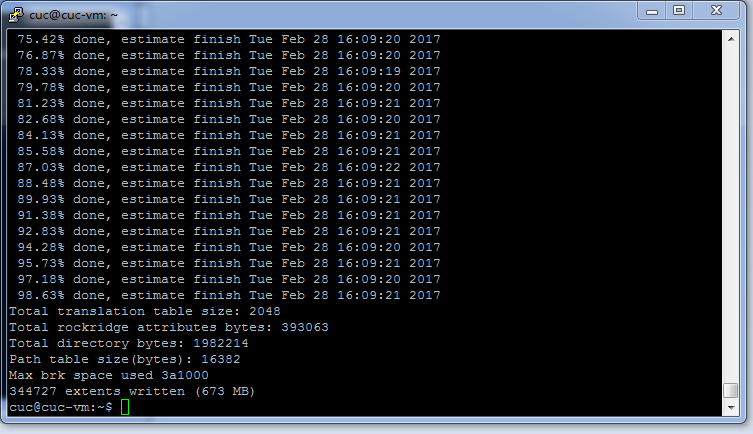 cuc@cuc-vm: ~
75.42% done, estimate finish Tue Feb 28 16:09:20 2017
76.87% done, estimate finish Tue Feb 28 16:09:20 2017
78.33% done, estimate finish Tue Feb 28 16:09:19 2017
79.78% done, estimate finish Tue Feb 28 16:09:20 2017
81.23% done, estimate finish Tue Feb 28 16:09:21 2017
82.68% done, estimate finish Tue Feb 28 16:09:20 2017
84.13% done, estimate finish Tue Feb 28 16:09:21 2017
85.58% done, estimate finish Tue Feb 28 16:09:21 2017
87.03% done, estimate finish Tue Feb 28 16:09:22 2017
88.48% done, estimate finish Tue Feb 28 16:09:21 2017
89.93% done, estimate finish Tue Feb 28 16:09:21 2017
91.38% done, estimate finish Tue Feb 28 16:09:21 2017
92.83% done, estimate finish Tue Feb 28 16:09:21 2017
94.28% done, estimate finish Tue Feb 28 16:09:20 2017
95.73% done, estimate finish Tue Feb 28 16:09:21 2017
97.18% done, estimate finish Tue Feb 28 16:09:20 2017
98.63% done, estimate finish Tue Feb 28 16:09:21 2017
Total translation table size: 2048
Total rockridge attributes bytes: 393063
Total directory bytes: 1982214
Path table size(bytes): 16382
Max brk space used 3a1000
344727 extents written (673 MB)
cuc@cuc-vm:~$